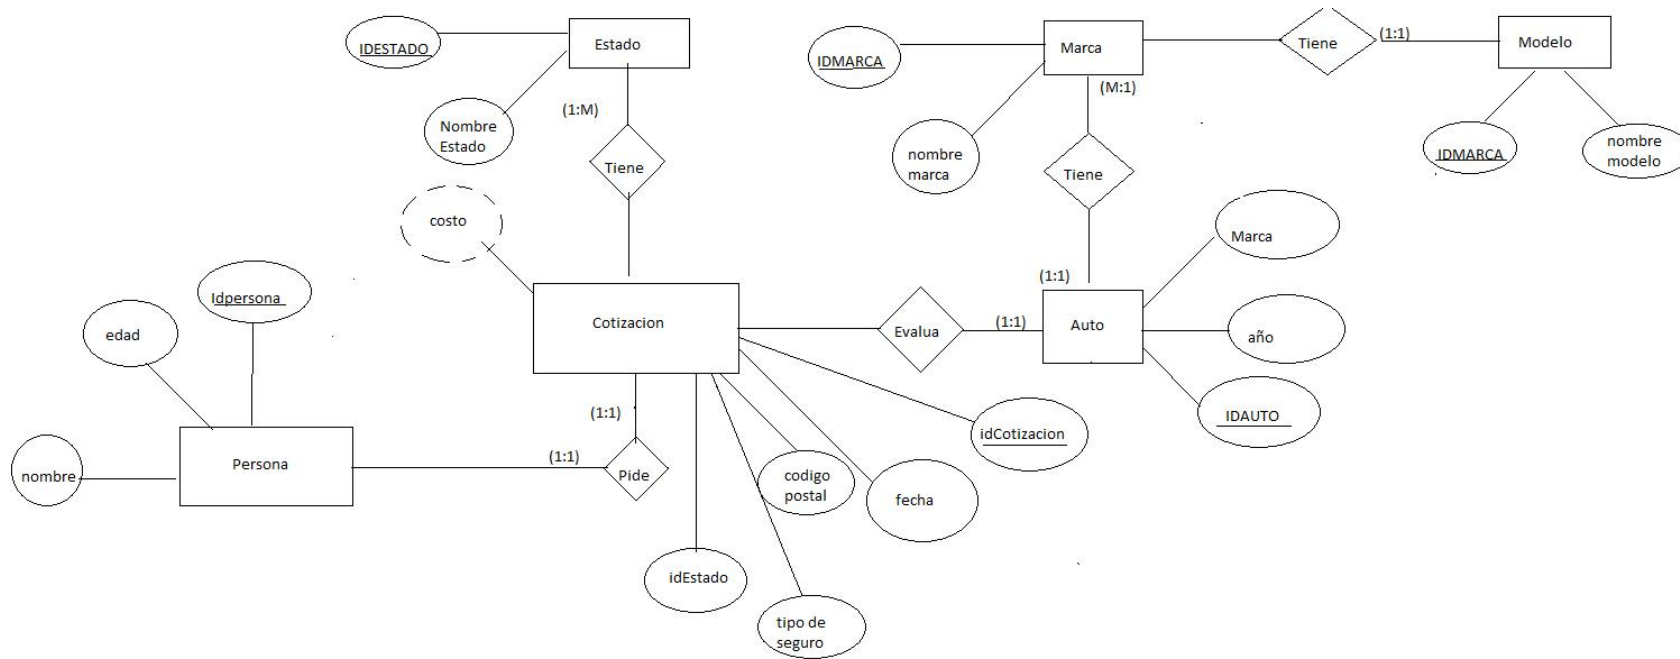 Estado
IDESTADO
(1:M)
Nombre
Estado
Tiene
costo
Marca
IDMARCA
(M:1)
nombre
marca
Tiene
Tiene
(1:1)
Modelo
IDMARCA
nombre
modelo
Marca
(1:1)
Auto
año
IDAUTO
Cotizacion
Evalua
(1:1)
Idpersona
edad
nombre
Persona
(1:1)
(1:1)
Pide
idCotizacion
codigo
postal
fecha
idEstado
tipo de
seguro